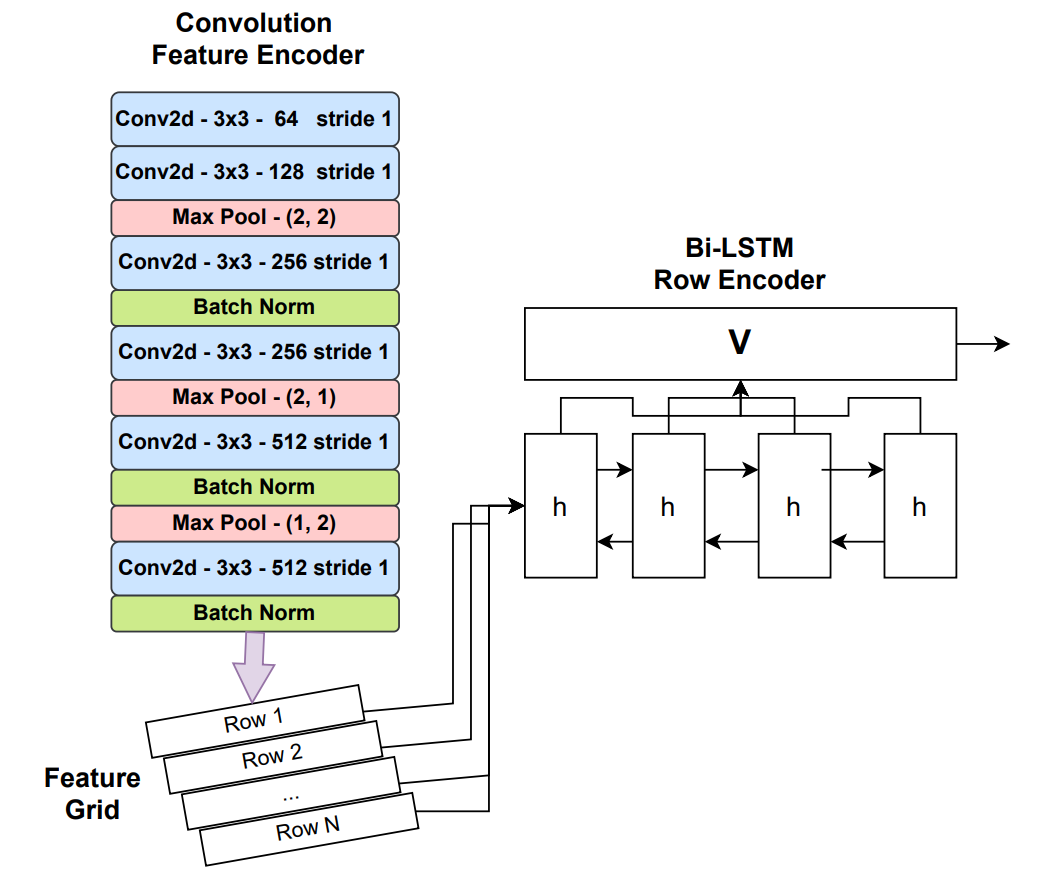 Convolution
Feature Encoder
Conv2d - 3x3 - 64 stride 1
Conv2d - 3x3 - 128 stride 1
Max Pool - (2, 2)
Conv2d - 3x3 - 256 stride 1
Batch Norm
Conv2d - 3x3 - 256 stride 1
Max Pool - (2, 1)
Conv2d - 3x3 - 512 stride 1
Batch Norm
Max Pool - (1, 2)
Conv2d - 3x3 - 512 stride 1
Batch Norm
Row 1
Row 2
...
Row N
Feature
Grid
Bi-LSTM
Row Encoder
V
h
h
h
h